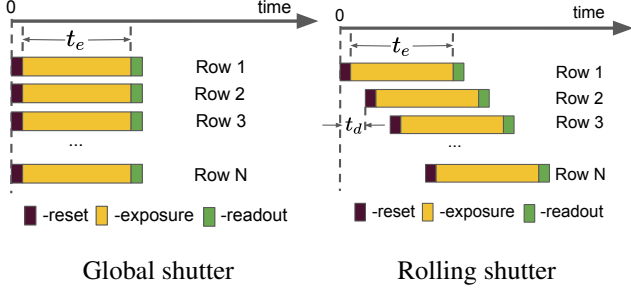 0 time
t_e
Row 1
Row 2
Row 3
...
Row N
-reset -exposure -readout
Global shutter
0 time
t_e
Row 1
Row 2
t_d Row 3
...
Row N
-reset -exposure -readout
Rolling shutter